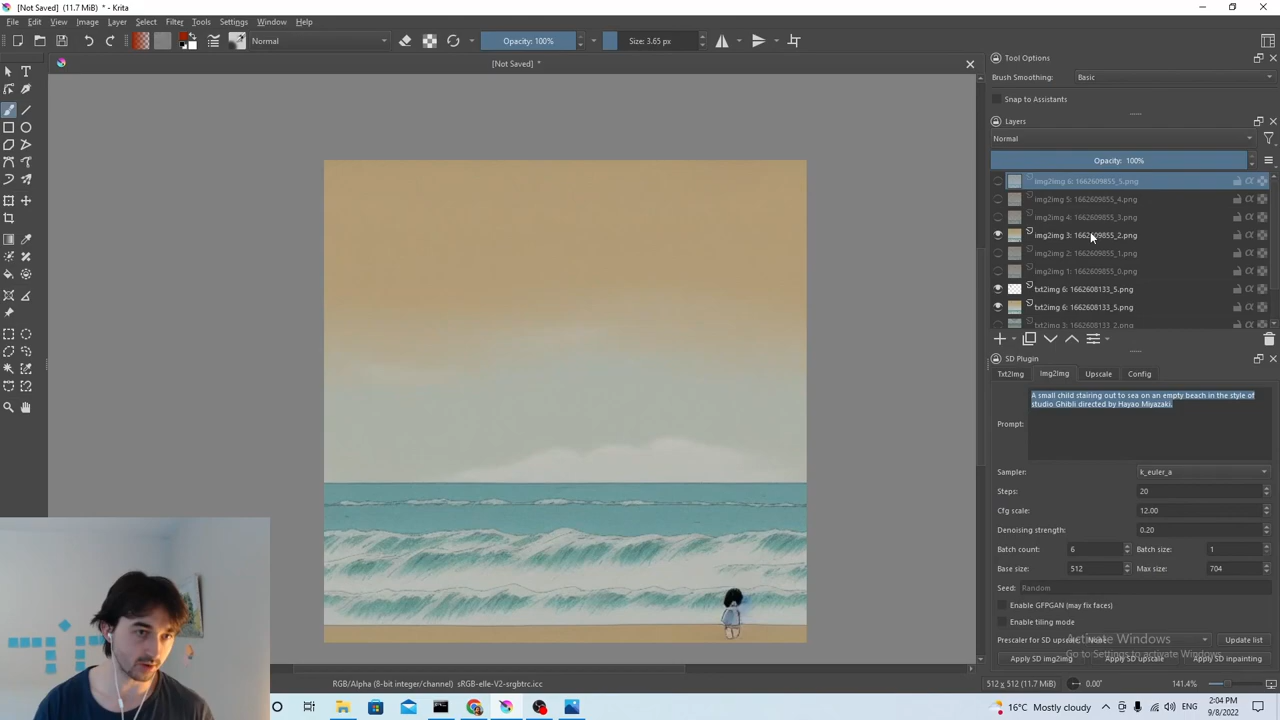 [Not Saved] (11.7 MiB) * - Krita
File Edit View Image Layer Select Filter Tools Settings Window Help
Normal Opacity: 100% Size: 3.65 px
[Not Saved] *
Tool Options
Brush Smoothing: Basic
Snap to Assistants
Layers
Normal
Opacity: 100%
img2img 6: 1662609855_5.png
img2img 5: 1662609855_4.png
img2img 4: 1662609855_3.png
img2img 3: 1662609855_2.png
img2img 2: 1662609855_1.png
img2img 1: 1662609855_0.png
txt2img 6: 1662608133_5.png
txt2img 6: 1662608133_5.png
txt2img 3: 1662608133_2.png
SD Plugin
Txt2Img Img2Img Upscale Config
A small child stairing out to sea on an empty beach in the style of
studio Ghibli directed by Hayao Miyazaki.
Prompt:
Sampler: k_euler_a
Steps: 20
Cfg scale: 12.00
Denoising strength: 0.20
Batch count: 6 Batch size: 1
Base size: 512 Max size: 704
Seed: Random
Enable GFPGAN (may fix faces)
Enable tiling mode
Prescaler for SD upscale: None Update list
Activate Windows
Go to Settings to activate Windows.
Apply SD img2img Apply SD upscale Apply SD inpainting
RGB/Alpha (8-bit integer/channel) sRGB-elle-V2-srgbtrc.icc 512 x 512 (11.7 MiB) 0.00° 141.4%
16°C Mostly cloudy
2:04 PM
9/8/2022